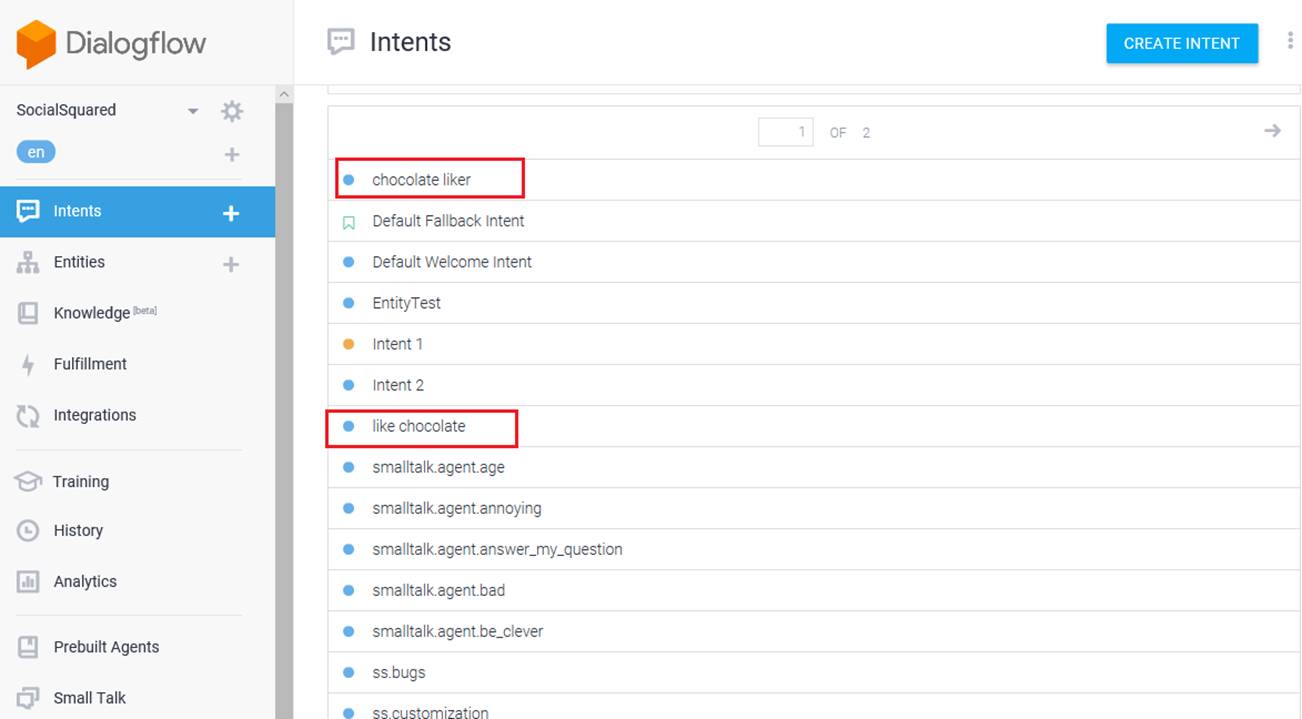 Dialogflow
Intents
CREATE INTENT
SocialSquared
en
Intents
Entities
Knowledge [beta]
Fulfillment
Integrations
Training
History
Analytics
Prebuilt Agents
Small Talk
1 OF 2
chocolate liker
Default Fallback Intent
Default Welcome Intent
EntityTest
Intent 1
Intent 2
like chocolate
smalltalk.agent.age
smalltalk.agent.annoying
smalltalk.agent.answer_my_question
smalltalk.agent.bad
smalltalk.agent.be_clever
ss.bugs
ss.customization